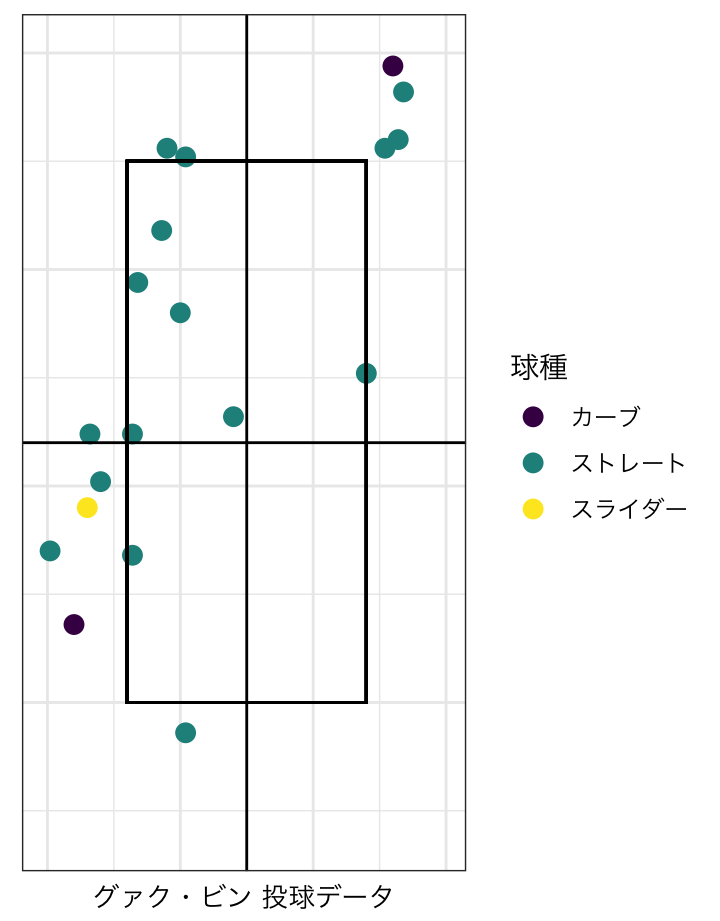 球種
カーブ
ストレート
スライダー
グァク・ビン 投球データ